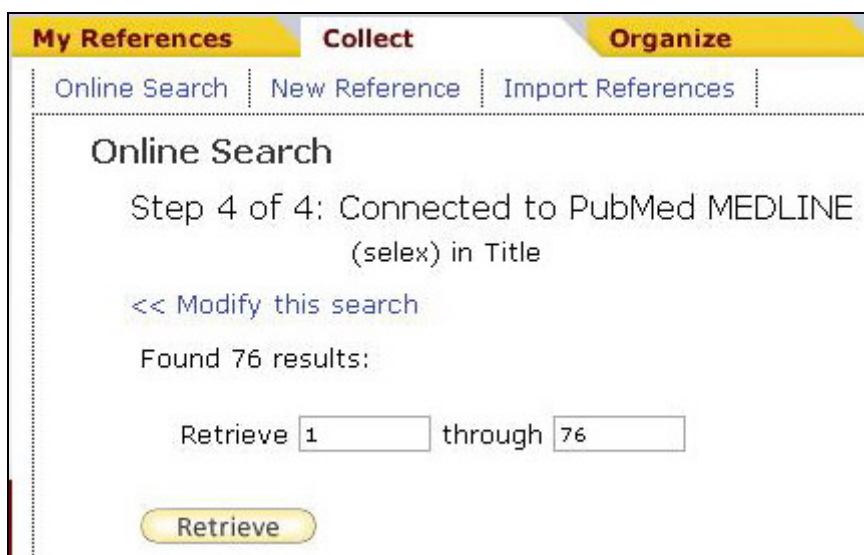 My References Collect Organize
Online Search New Reference Import References
Online Search
Step 4 of 4: Connected to PubMed MEDLINE
(selex) in Title
<< Modify this search
Found 76 results:
Retrieve 1 through 76
Retrieve